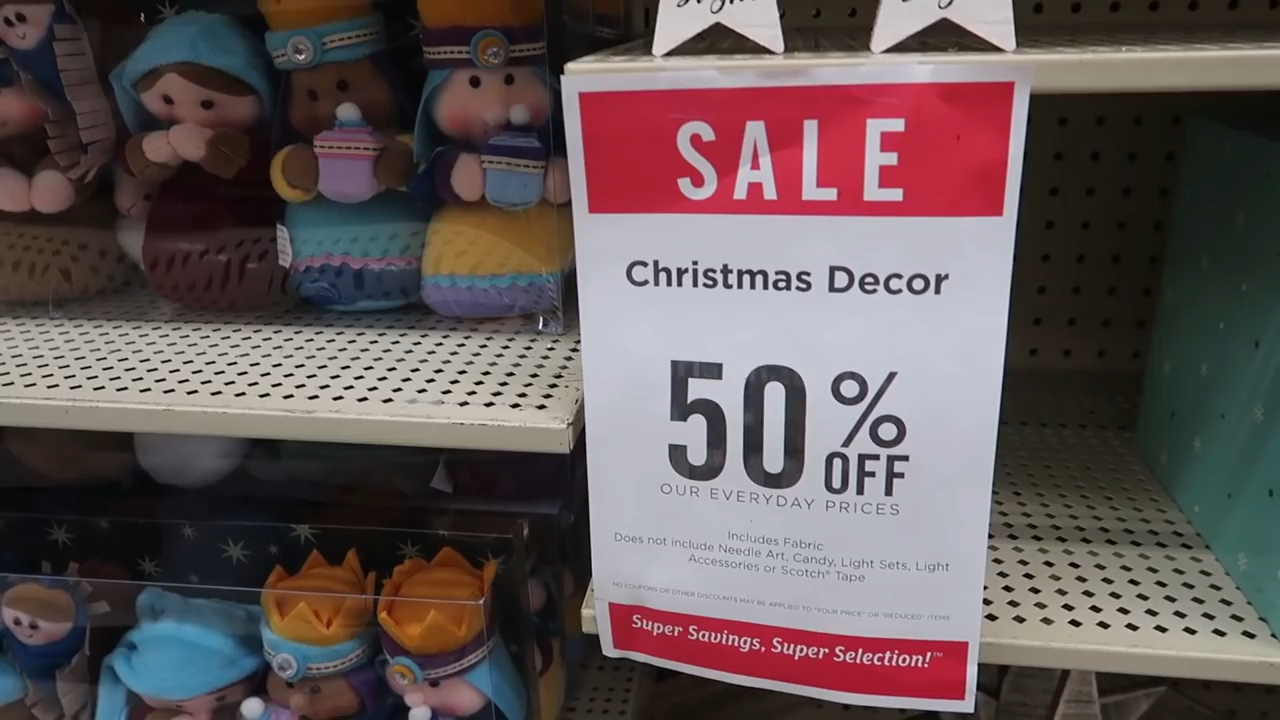 SALE
Christmas Decor
50% OFF
OUR EVERYDAY PRICES
Includes Fabric
Does not include Needle Art, Candy, Light Sets, Light
Accessories or Scotch® Tape
NO COUPONS OR OTHER DISCOUNTS MAY BE APPLIED TO "YOUR PRICE" OR "REDUCED" ITEMS
Super Savings, Super Selection!™